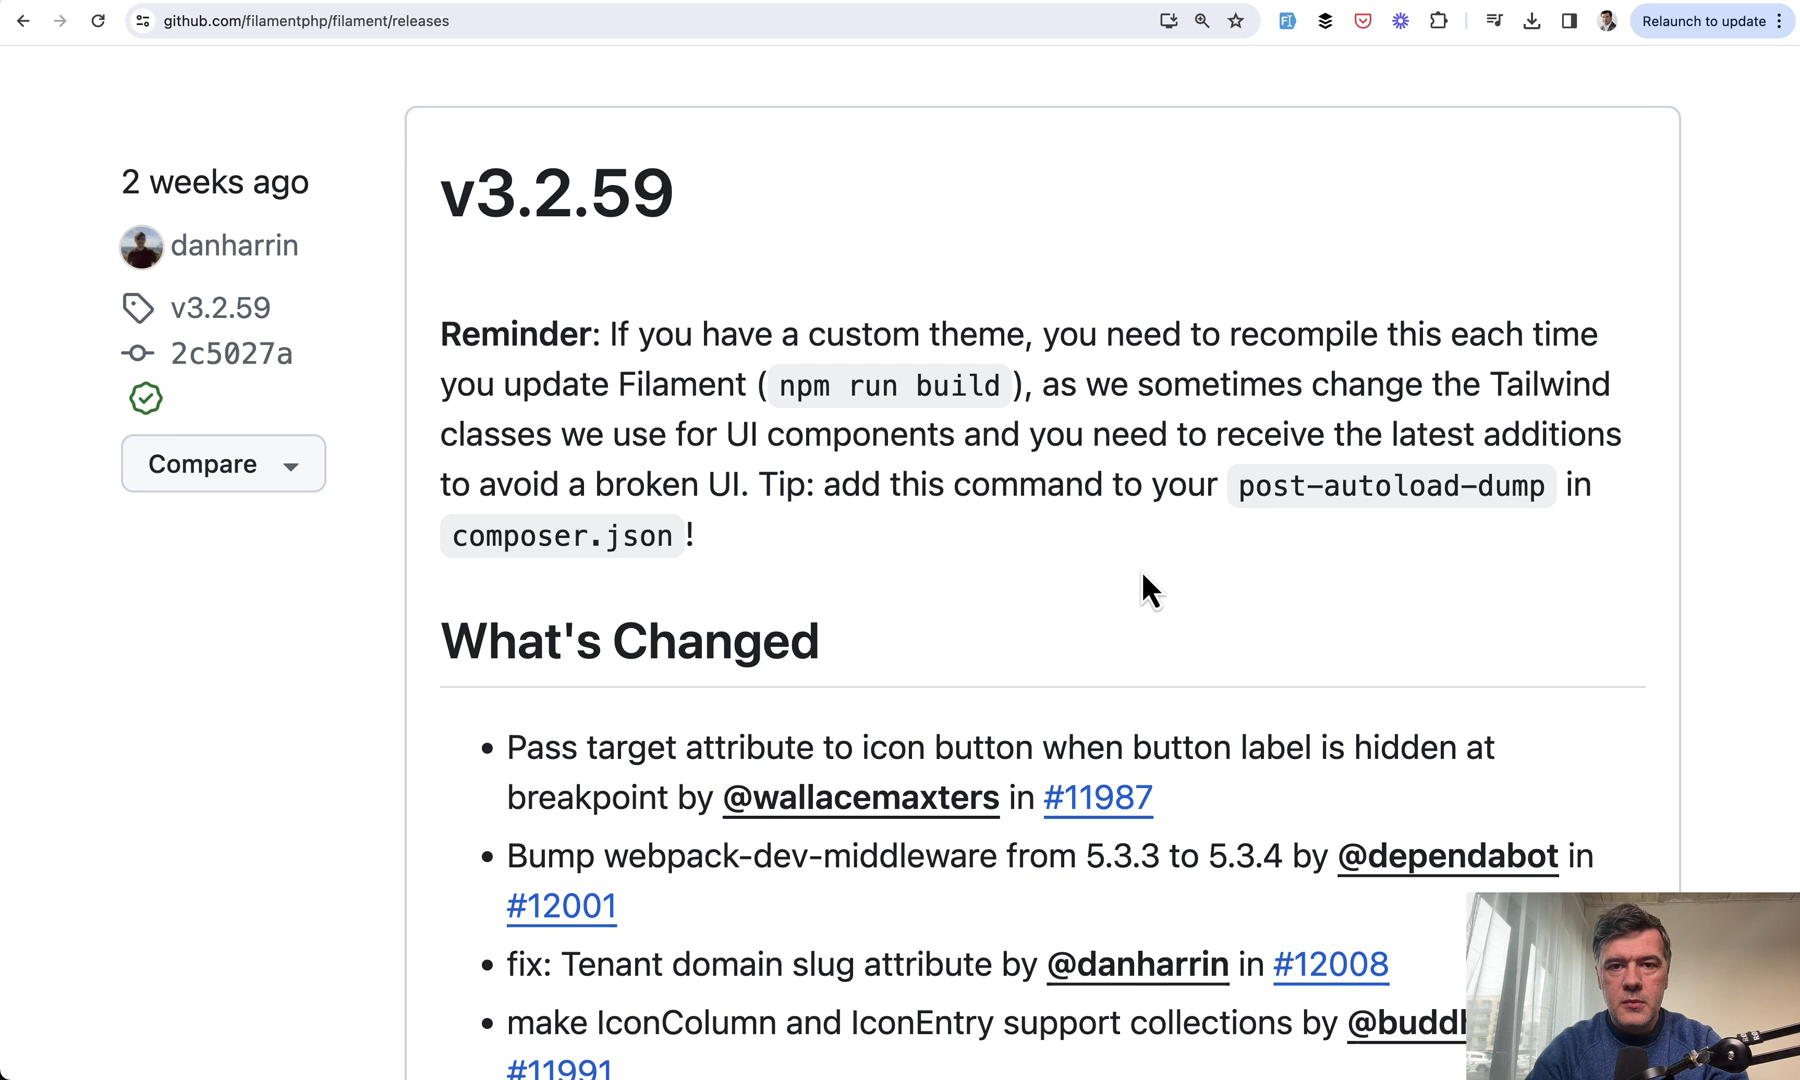 github.com/filamentphp/filament/releases
Relaunch to update
2 weeks ago
danharrin
v3.2.59
2c5027a
Compare
v3.2.59
Reminder: If you have a custom theme, you need to recompile this each time
you update Filament ( npm run build ), as we sometimes change the Tailwind
classes we use for UI components and you need to receive the latest additions
to avoid a broken UI. Tip: add this command to your post-autoload-dump in
composer.json !
What's Changed
Pass target attribute to icon button when button label is hidden at
breakpoint by @wallacemaxters in #11987
Bump webpack-dev-middleware from 5.3.3 to 5.3.4 by @dependabot in
#12001
fix: Tenant domain slug attribute by @danharrin in #12008
make IconColumn and IconEntry support collections by
#11991